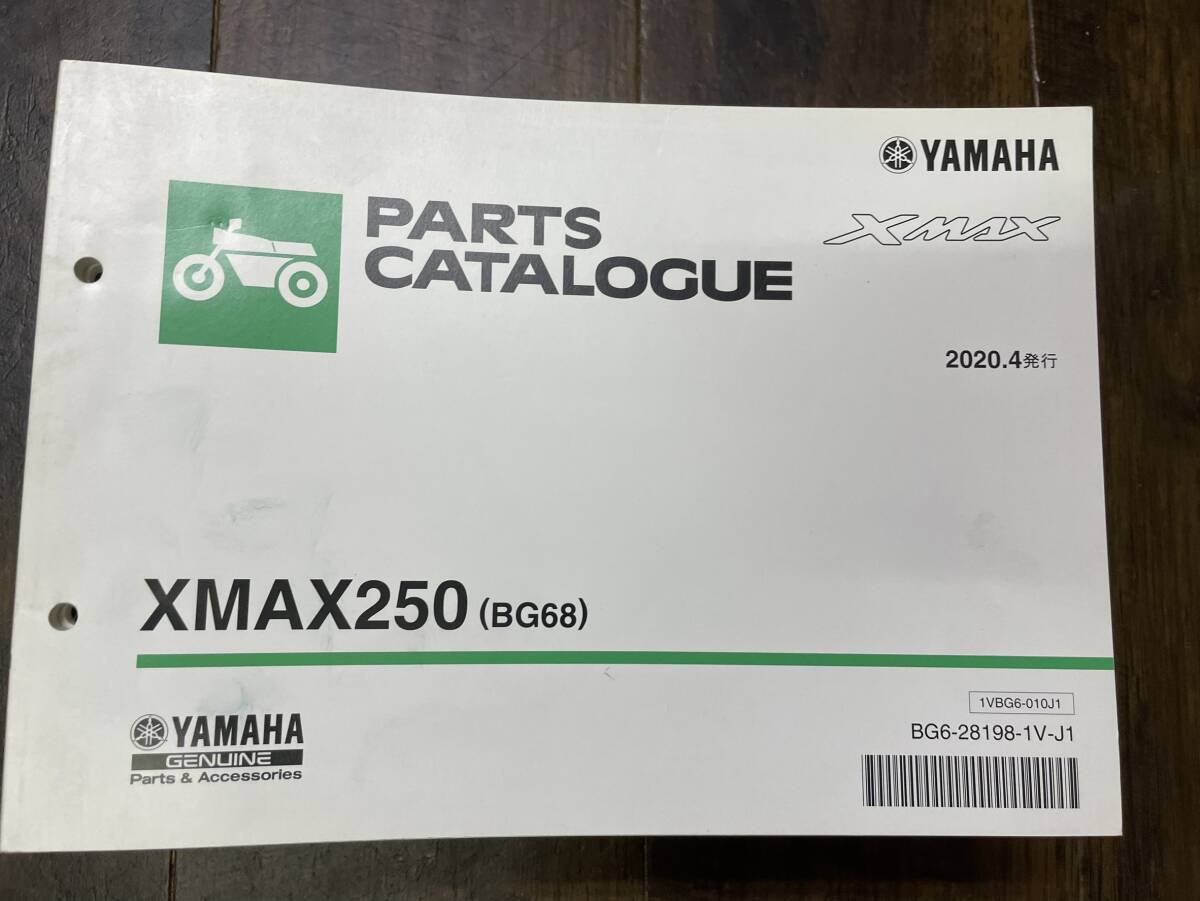 YAMAHA
XMAX
PARTS
CATALOGUE
2020.4発行
XMAX250 (BG68)
YAMAHA
GENUINE
Parts & Accessories
1VBG6-010J1
BG6-28198-1V-J1